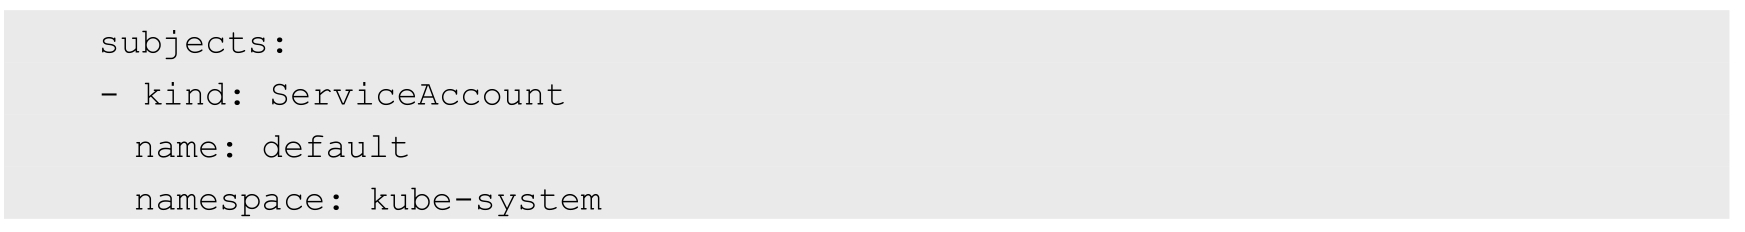 subjects:
- kind: ServiceAccount
  name: default
  namespace: kube-system